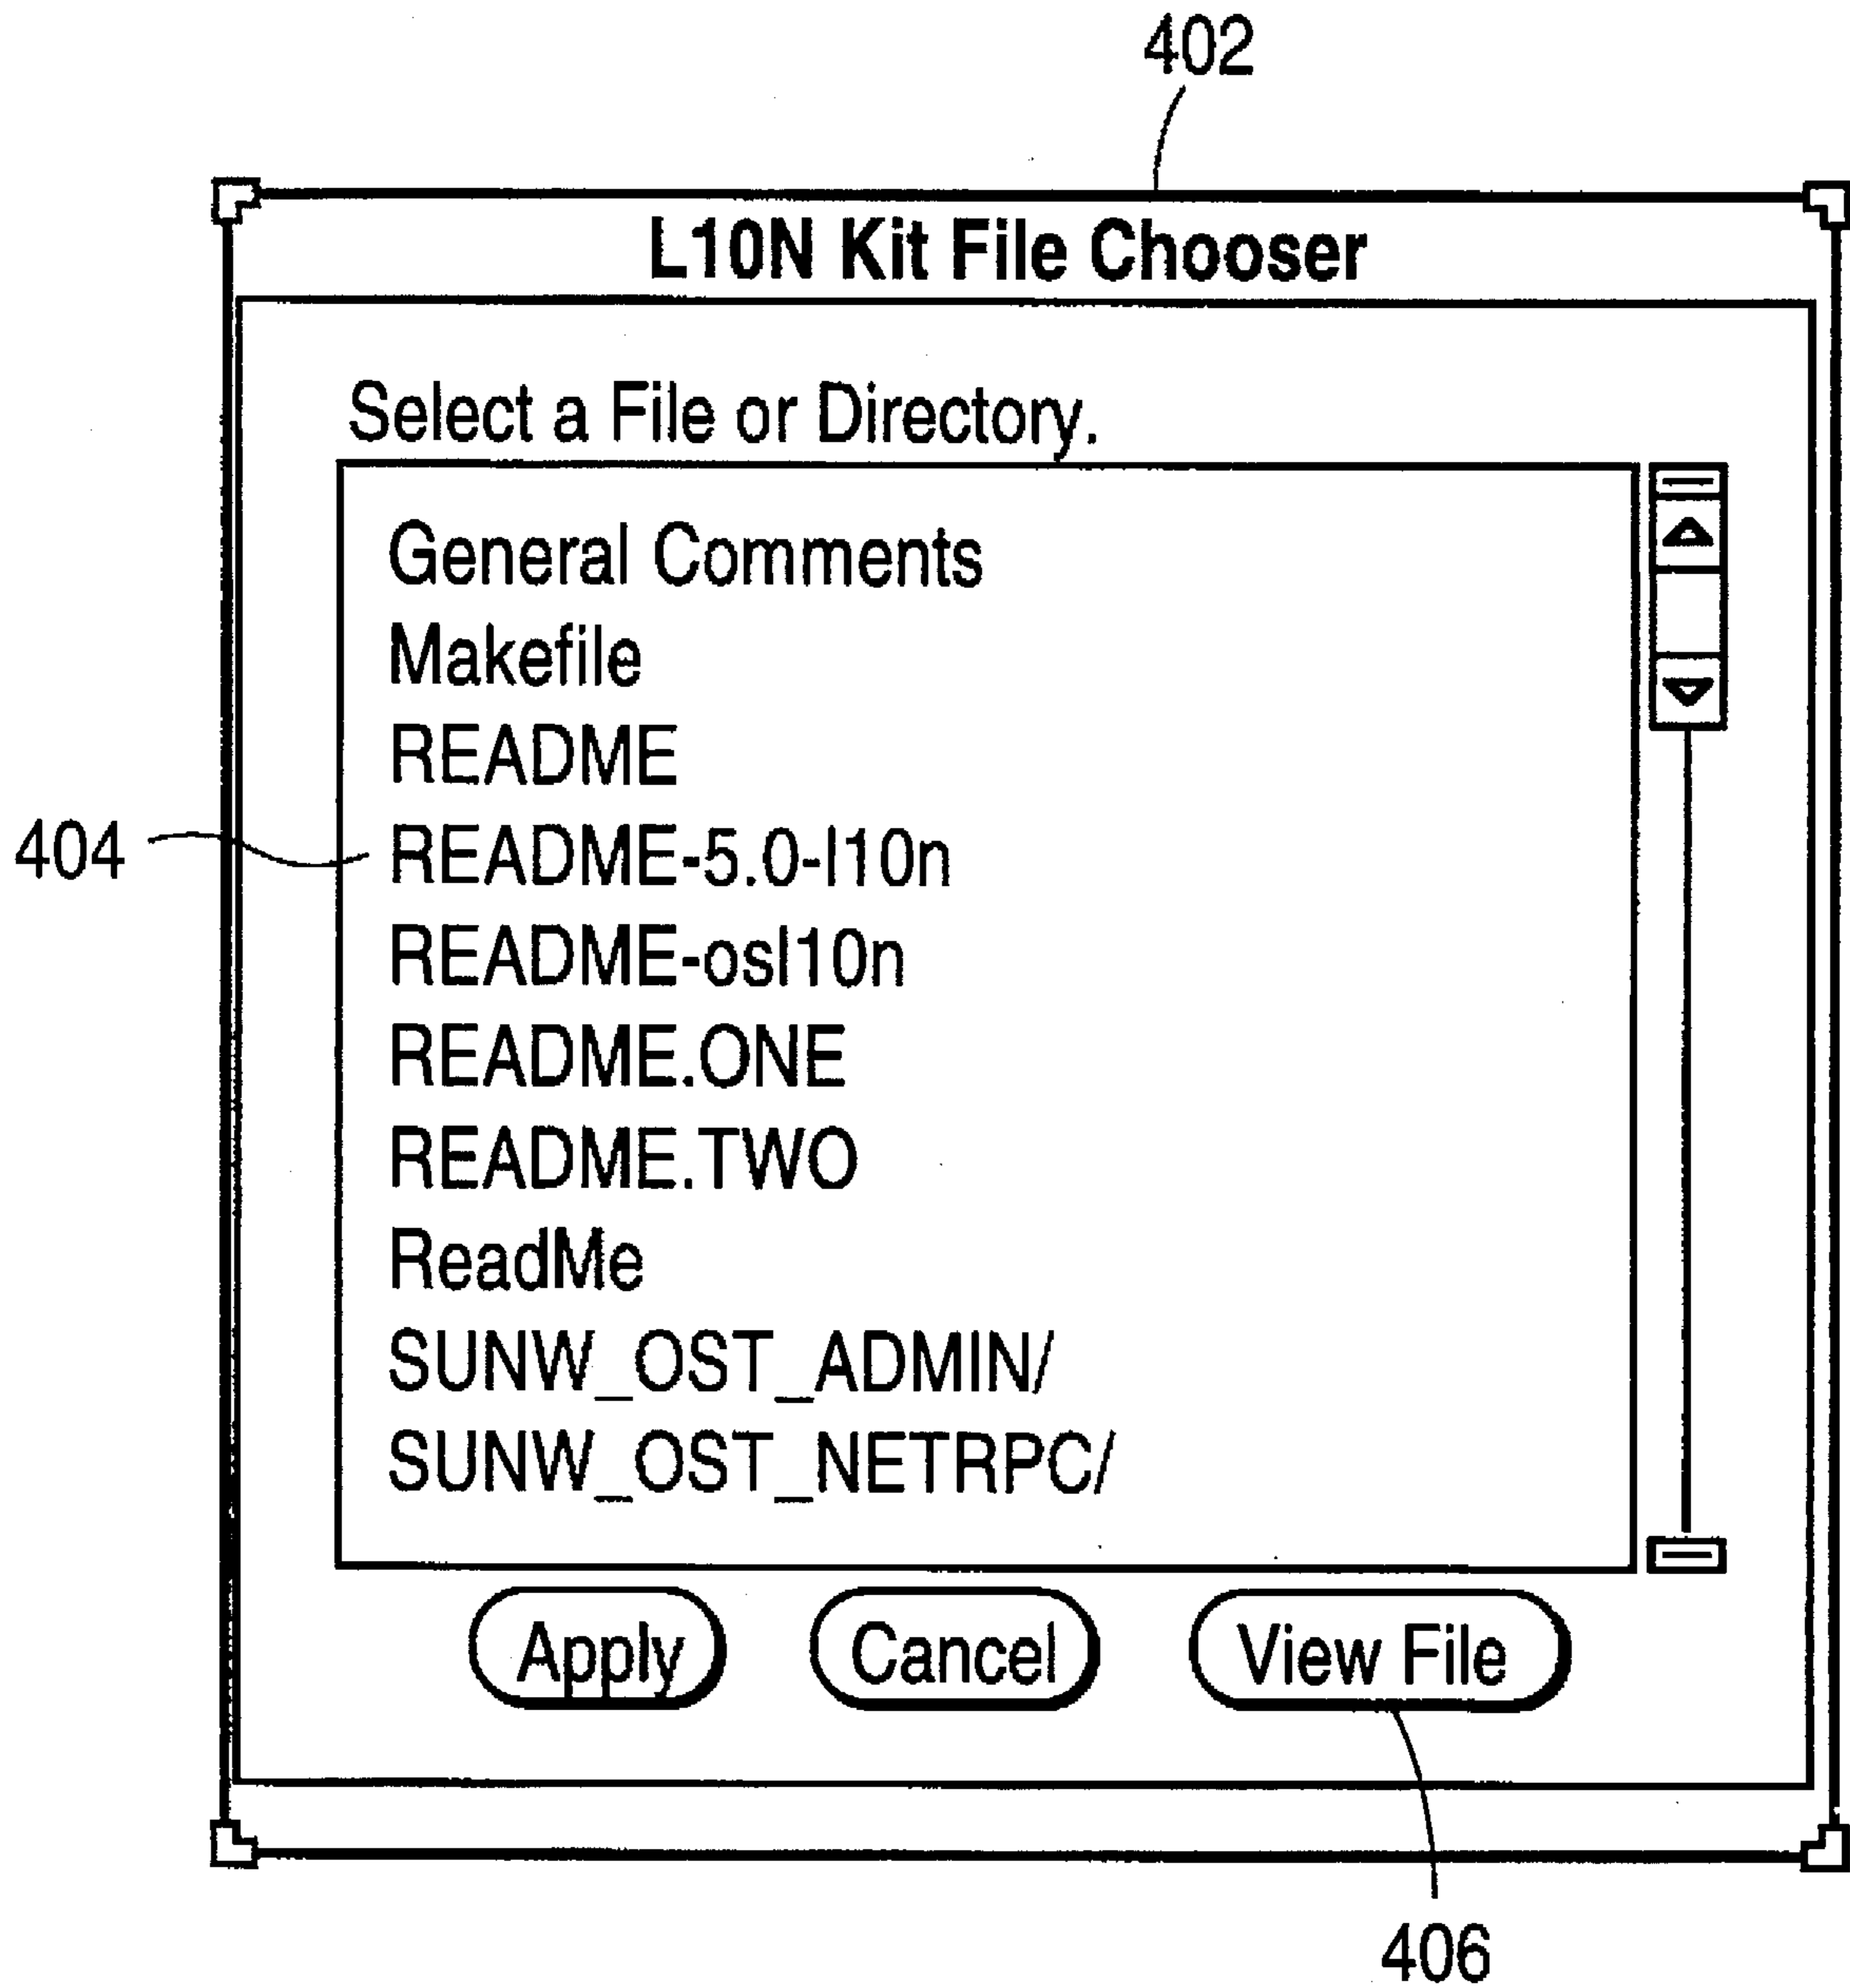 402
L10N Kit File Chooser
Select a File or Directory.
General Comments
Makefile
README
404
README-5.0-l10n
README-osl10n
README.ONE
README.TWO
ReadMe
SUNW_OST_ADMIN/
SUNW_OST_NETRPC/
Apply Cancel View File
406